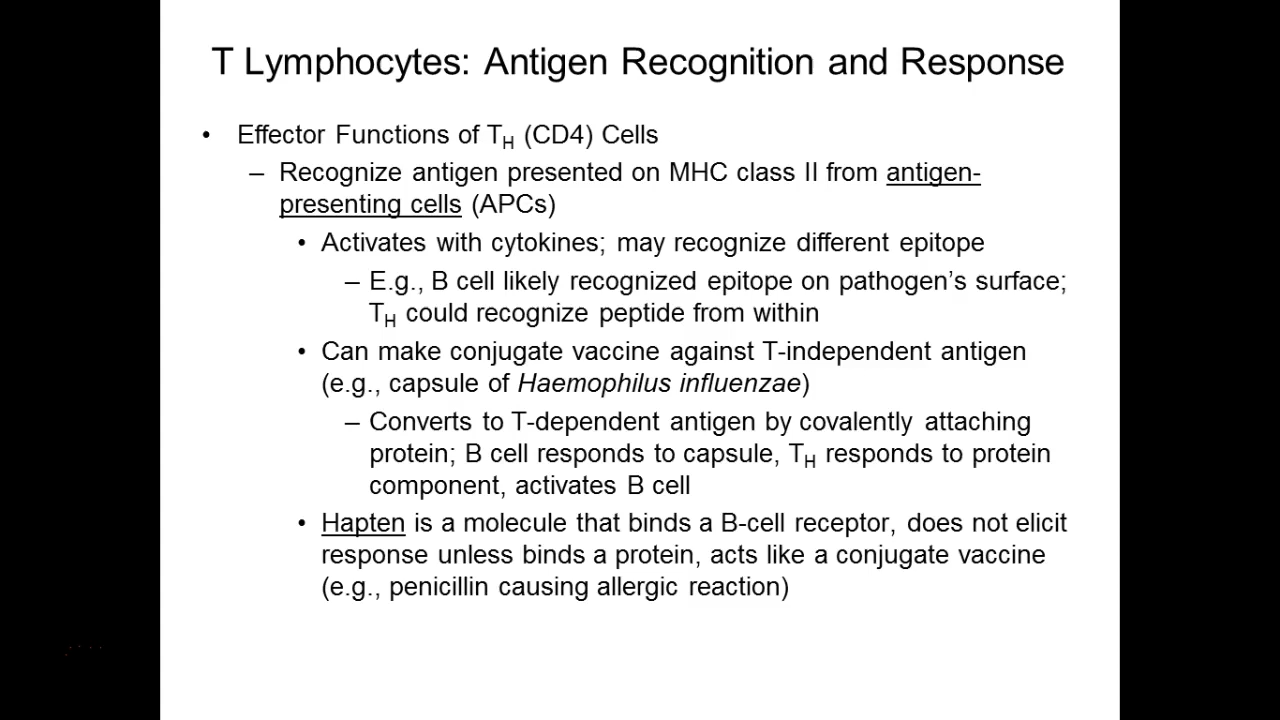 T Lymphocytes: Antigen Recognition and Response
• Effector Functions of TH (CD4) Cells
– Recognize antigen presented on MHC class II from antigen-
presenting cells (APCs)
• Activates with cytokines; may recognize different epitope
– E.g., B cell likely recognized epitope on pathogen's surface;
TH could recognize peptide from within
• Can make conjugate vaccine against T-independent antigen
(e.g., capsule of Haemophilus influenzae)
– Converts to T-dependent antigen by covalently attaching
protein; B cell responds to capsule, TH responds to protein
component, activates B cell
• Hapten is a molecule that binds a B-cell receptor, does not elicit
response unless binds a protein, acts like a conjugate vaccine
(e.g., penicillin causing allergic reaction)